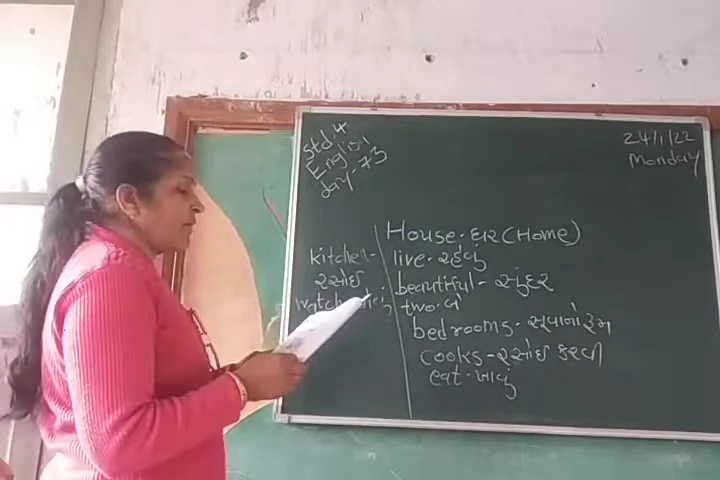 std 4
English
day-73
24/1/22
Monday
House - ઘર (Home)
live - રહેવું
beautiful - સુંદર
two - બે
bedrooms - સૂવાનો રૂમ
cooks - રસોઈ કરવી
eat - ખાવું
kitchen -
રસોઈ
watch